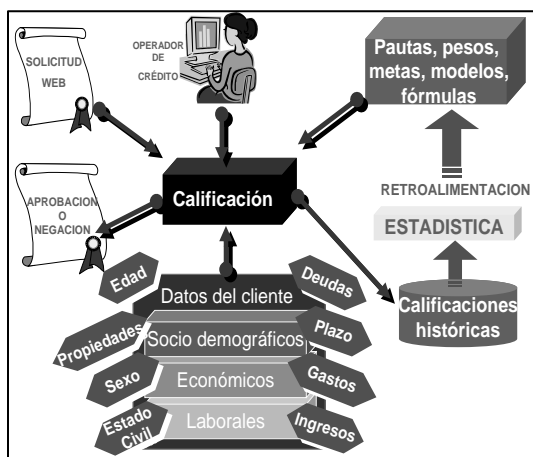 SOLICITUD
WEB
OPERADOR
DE
CRÉDITO
Pautas, pesos,
metas, modelos,
fórmulas
APROBACION
O
NEGACION
Calificación
RETROALIMENTACION
ESTADISTICA
Calificaciones
históricas
Edad
Deudas
Datos del cliente
Propiedades
Plazo
Socio demográficos
Sexo
Gastos
Económicos
Estado
Civil
Ingresos
Laborales